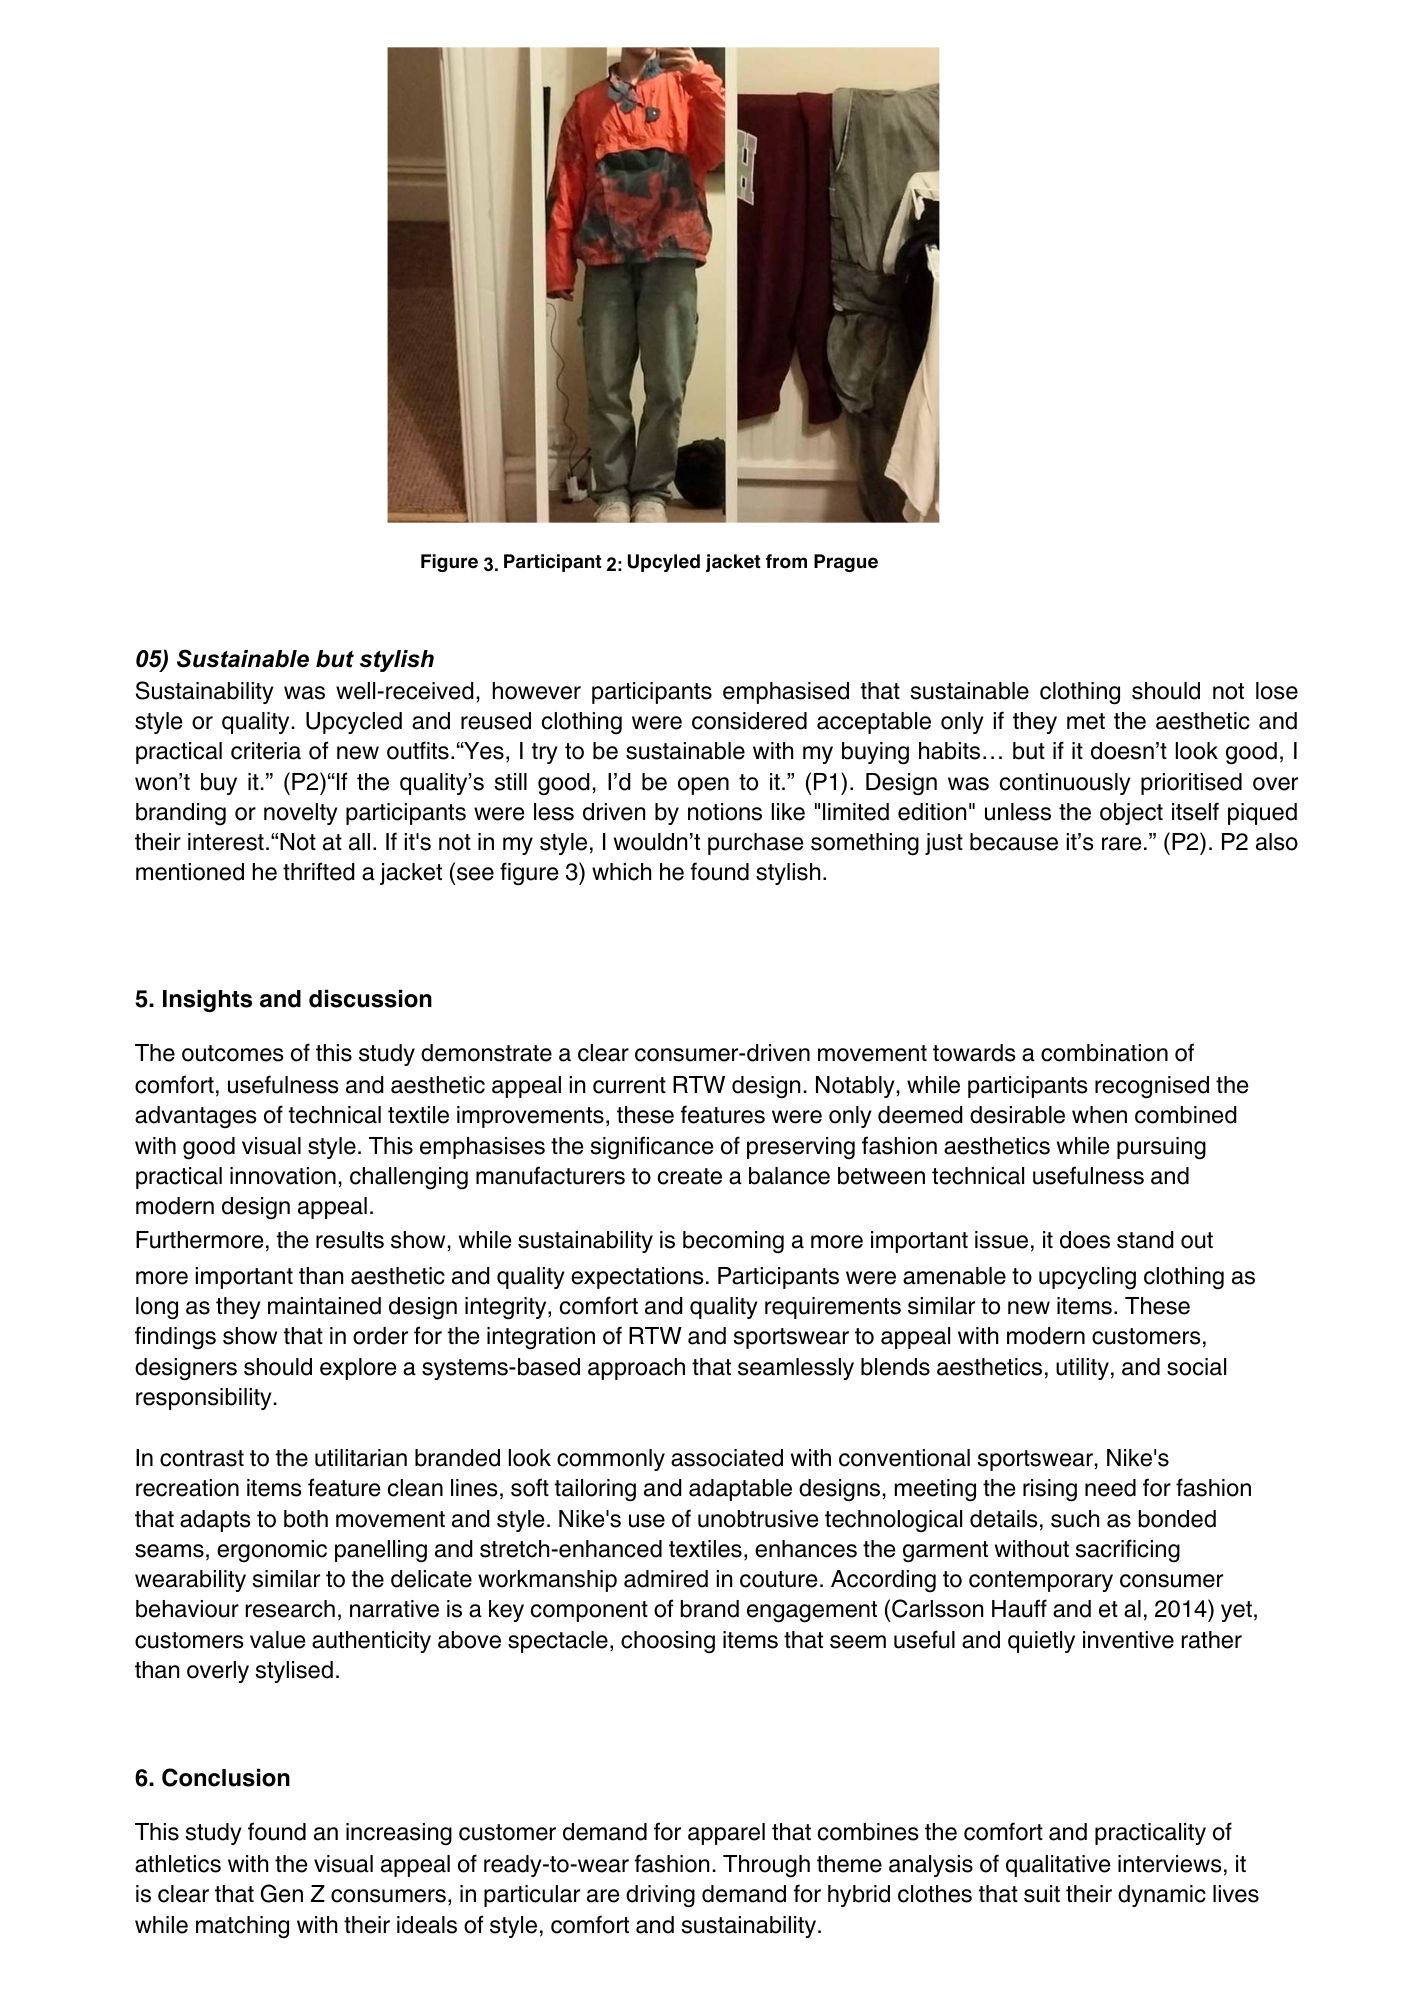 Figure 3. Participant 2: Upcyled jacket from Prague
05) Sustainable but stylish
Sustainability was well-received, however participants emphasised that sustainable clothing should not lose
style or quality. Upcycled and reused clothing were considered acceptable only if they met the aesthetic and
practical criteria of new outfits.“Yes, I try to be sustainable with my buying habits… but if it doesn’t look good, I
won’t buy it.” (P2)“If the quality’s still good, I’d be open to it.” (P1). Design was continuously prioritised over
branding or novelty participants were less driven by notions like "limited edition" unless the object itself piqued
their interest.“Not at all. If it's not in my style, I wouldn’t purchase something just because it’s rare.” (P2). P2 also
mentioned he thrifted a jacket (see figure 3) which he found stylish.
5. Insights and discussion
The outcomes of this study demonstrate a clear consumer-driven movement towards a combination of
comfort, usefulness and aesthetic appeal in current RTW design. Notably, while participants recognised the
advantages of technical textile improvements, these features were only deemed desirable when combined
with good visual style. This emphasises the significance of preserving fashion aesthetics while pursuing
practical innovation, challenging manufacturers to create a balance between technical usefulness and
modern design appeal.
Furthermore, the results show, while sustainability is becoming a more important issue, it does stand out
more important than aesthetic and quality expectations. Participants were amenable to upcycling clothing as
long as they maintained design integrity, comfort and quality requirements similar to new items. These
findings show that in order for the integration of RTW and sportswear to appeal with modern customers,
designers should explore a systems-based approach that seamlessly blends aesthetics, utility, and social
responsibility.
In contrast to the utilitarian branded look commonly associated with conventional sportswear, Nike's
recreation items feature clean lines, soft tailoring and adaptable designs, meeting the rising need for fashion
that adapts to both movement and style. Nike's use of unobtrusive technological details, such as bonded
seams, ergonomic panelling and stretch-enhanced textiles, enhances the garment without sacrificing
wearability similar to the delicate workmanship admired in couture. According to contemporary consumer
behaviour research, narrative is a key component of brand engagement (Carlsson Hauff and et al, 2014) yet,
customers value authenticity above spectacle, choosing items that seem useful and quietly inventive rather
than overly stylised.
6. Conclusion
This study found an increasing customer demand for apparel that combines the comfort and practicality of
athletics with the visual appeal of ready-to-wear fashion. Through theme analysis of qualitative interviews, it
is clear that Gen Z consumers, in particular are driving demand for hybrid clothes that suit their dynamic lives
while matching with their ideals of style, comfort and sustainability.